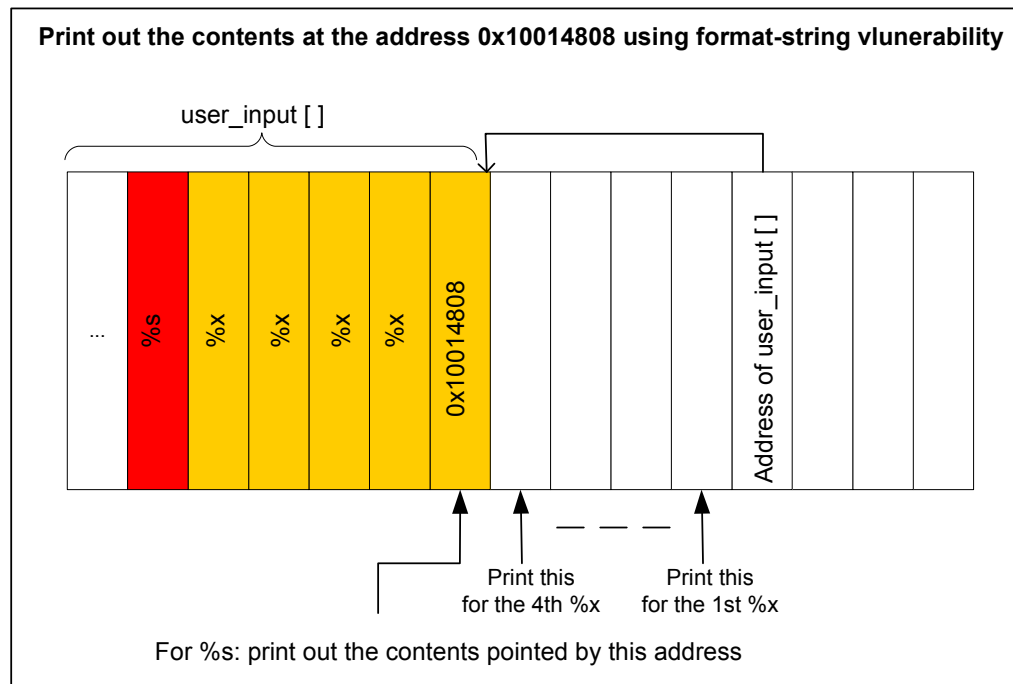 Print out the contents at the address 0x10014808 using format-string vlunerability
user_input [ ]
...
%s
%x
%x
%x
%x
0x10014808
Address of user_input [ ]
Print this
for the 4th %x
Print this
for the 1st %x
For %s: print out the contents pointed by this address